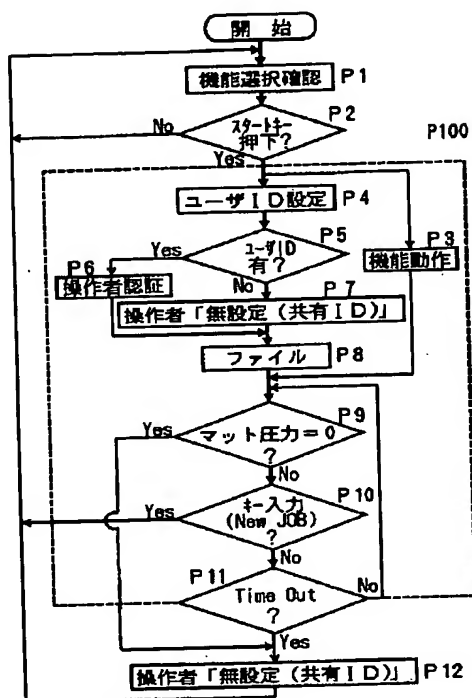 開 始
機能選択確認 P1
P2
No スタートキー押下? P100
Yes
ユーザID設定 P4
P5
P3
Yes ユーザID有? 機能動作
P6
No P7
操作者認証
操作者「無設定(共有ID)」
ファイル P8
P9
Yes マット圧力=0
?
No
P10
Yes キー入力
(New JOB)
?
No
P11
Time Out No
?
Yes
操作者「無設定(共有ID)」 P12